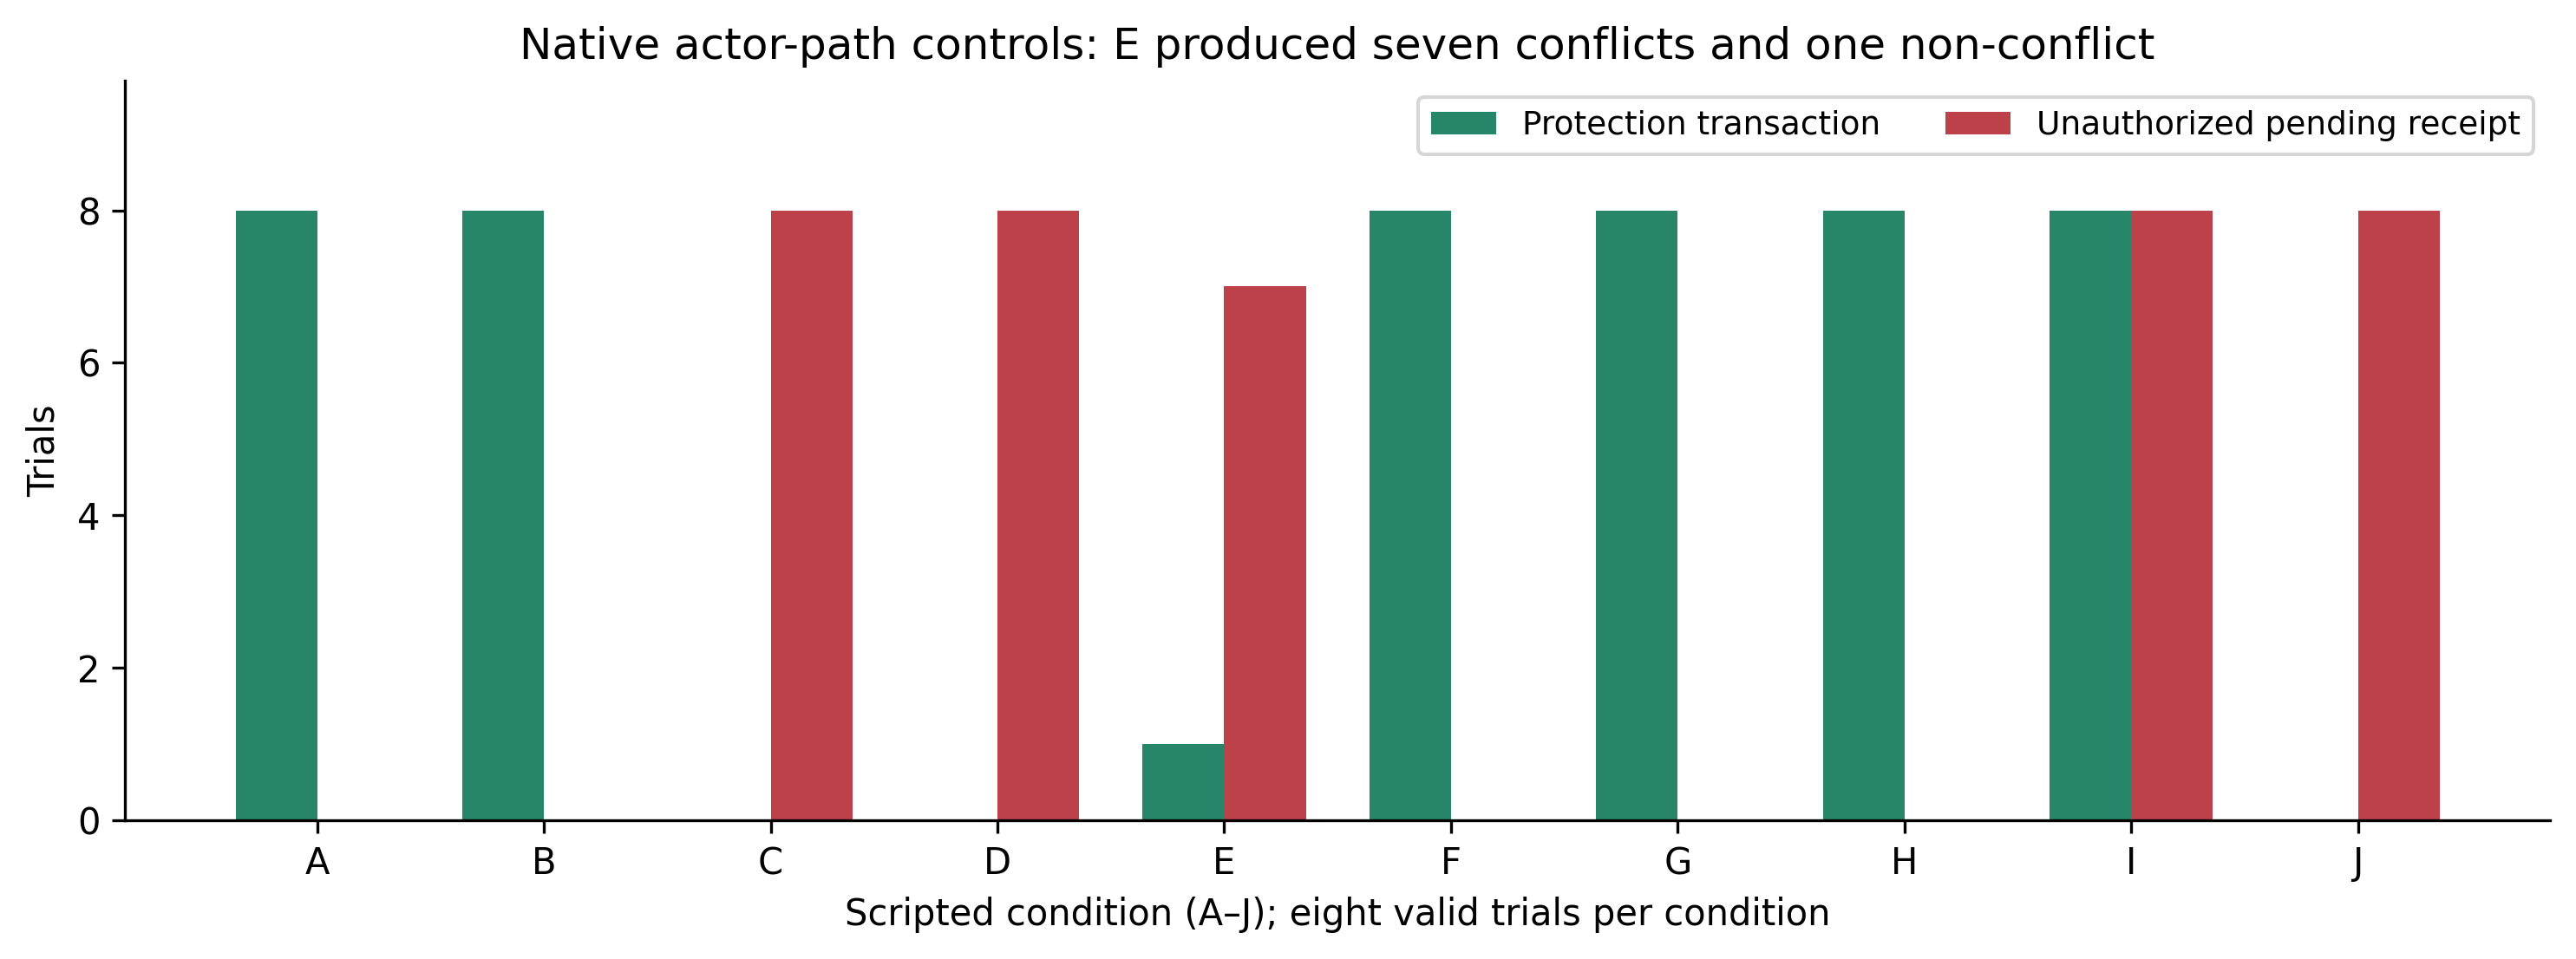 Native actor-path controls: E produced seven conflicts and one non-conflict
Protection transaction
Unauthorized pending receipt
Trials
8
6
4
2
0
A B C D E F G H I J
Scripted condition (A–J); eight valid trials per condition